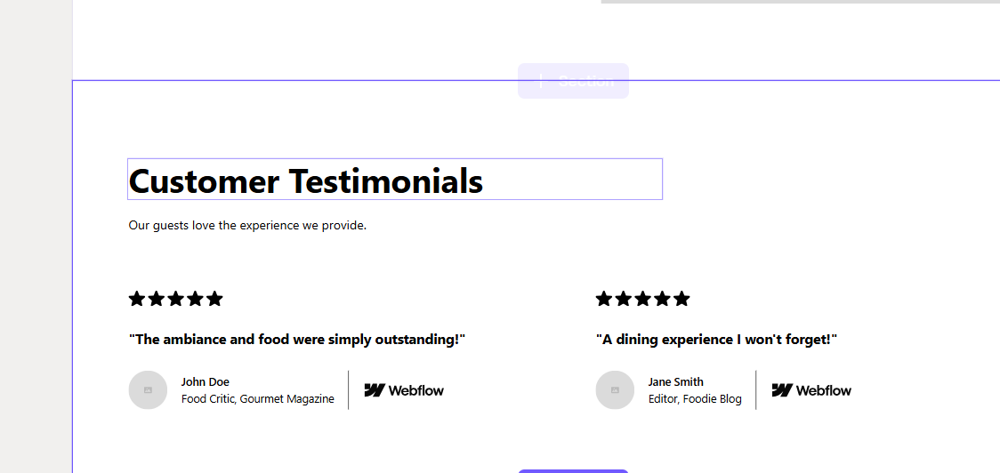 Section
Customer Testimonials
Our guests love the experience we provide.
"The ambiance and food were simply outstanding!"
John Doe
Food Critic, Gourmet Magazine
Webflow
"A dining experience I won't forget!"
Jane Smith
Editor, Foodie Blog
Webflow